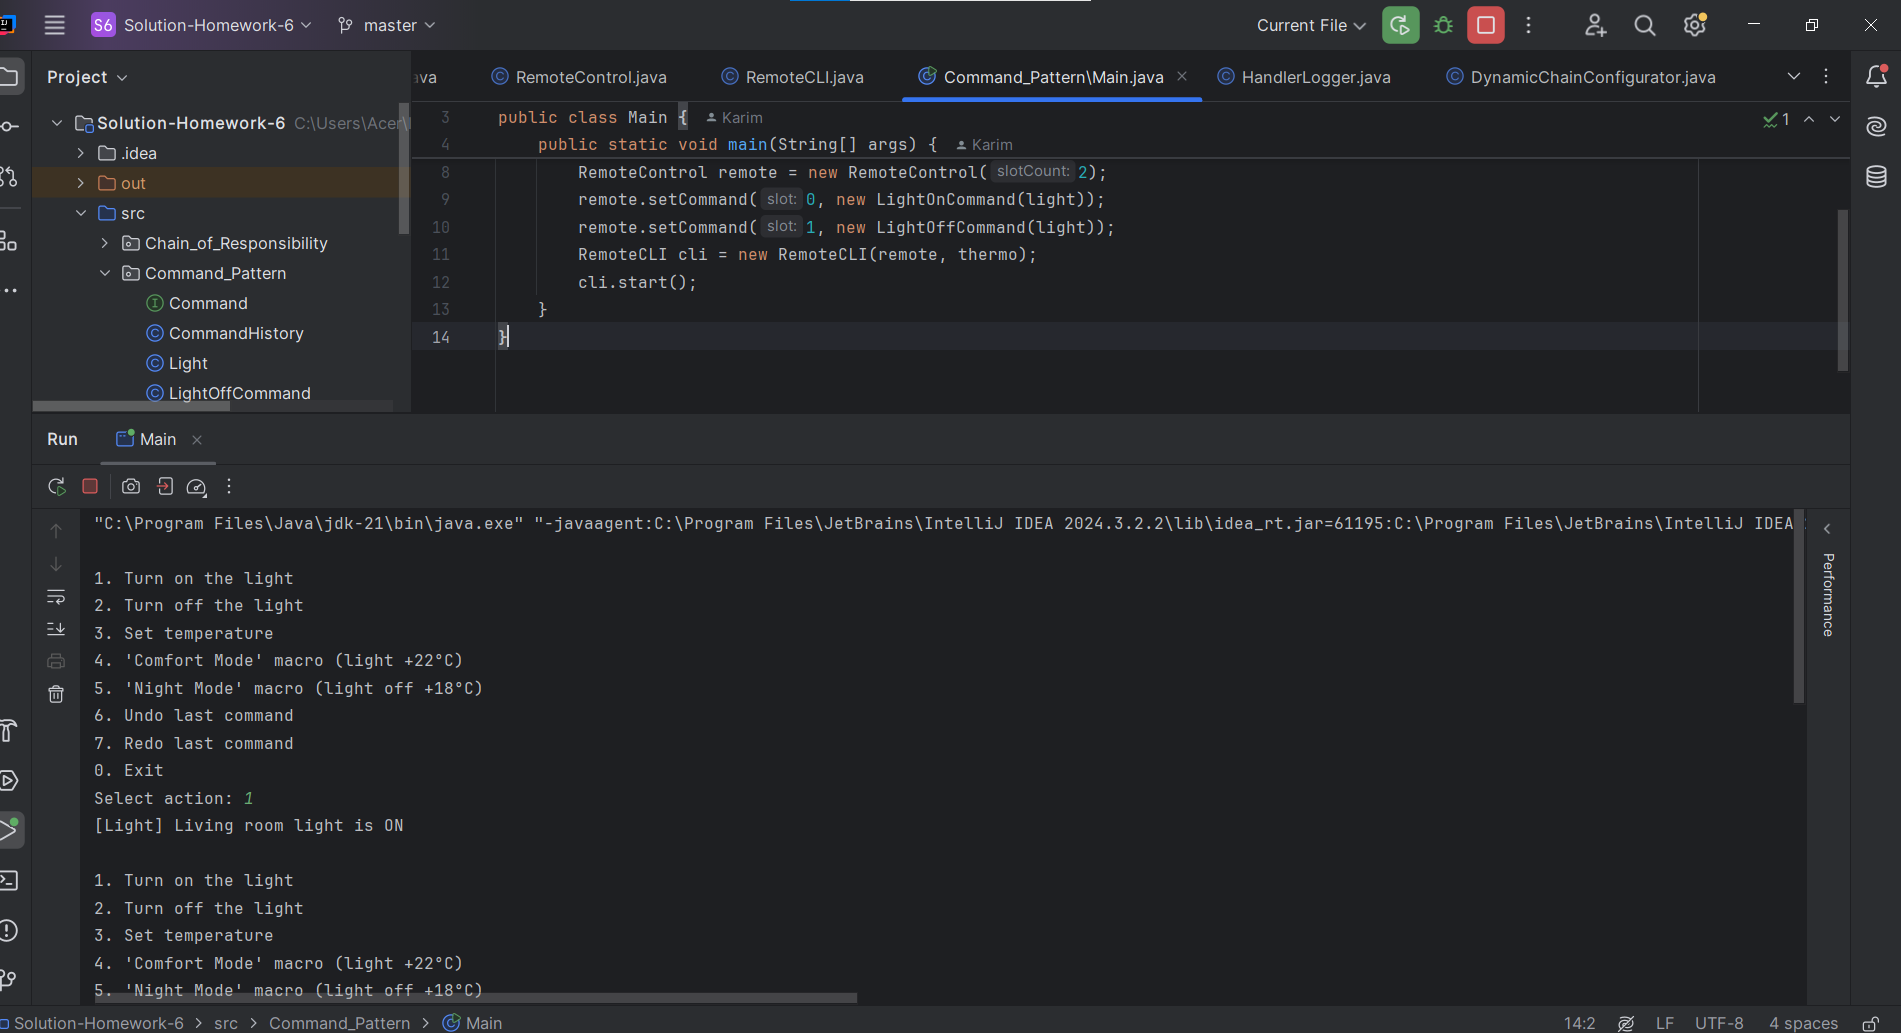 S6 Solution-Homework-6 master Current File
Project
ava RemoteControl.java RemoteCLI.java Command_Pattern\Main.java HandlerLogger.java DynamicChainConfigurator.java
Solution-Homework-6 C:\Users\Acer\
.idea
out
src
Chain_of_Responsibility
Command_Pattern
Command
CommandHistory
Light
LightOffCommand
3 public class Main { Karim
4 public static void main(String[] args) { Karim
8 RemoteControl remote = new RemoteControl( slotCount: 2);
9 remote.setCommand( slot: 0, new LightOnCommand(light));
10 remote.setCommand( slot: 1, new LightOffCommand(light));
11 RemoteCLI cli = new RemoteCLI(remote, thermo);
12 cli.start();
13 }
14 }
1
Run Main
"C:\Program Files\Java\jdk-21\bin\java.exe" "-javaagent:C:\Program Files\JetBrains\IntelliJ IDEA 2024.3.2.2\lib\idea_rt.jar=61195:C:\Program Files\JetBrains\IntelliJ IDEA
1. Turn on the light
2. Turn off the light
3. Set temperature
4. 'Comfort Mode' macro (light +22°C)
5. 'Night Mode' macro (light off +18°C)
6. Undo last command
7. Redo last command
0. Exit
Select action: 1
[Light] Living room light is ON
1. Turn on the light
2. Turn off the light
3. Set temperature
4. 'Comfort Mode' macro (light +22°C)
5. 'Night Mode' macro (light off +18°C)
Performance
Solution-Homework-6 > src > Command_Pattern > Main 14:2 LF UTF-8 4 spaces